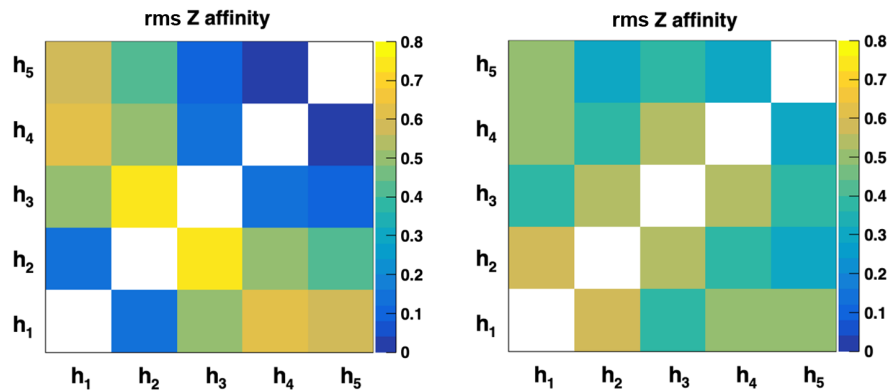 rms Z affinity
h₅
h₄
h₃
h₂
h₁
h₁ h₂ h₃ h₄ h₅
0.8
0.7
0.6
0.5
0.4
0.3
0.2
0.1
0
rms Z affinity
h₅
h₄
h₃
h₂
h₁
h₁ h₂ h₃ h₄ h₅
0.8
0.7
0.6
0.5
0.4
0.3
0.2
0.1
0